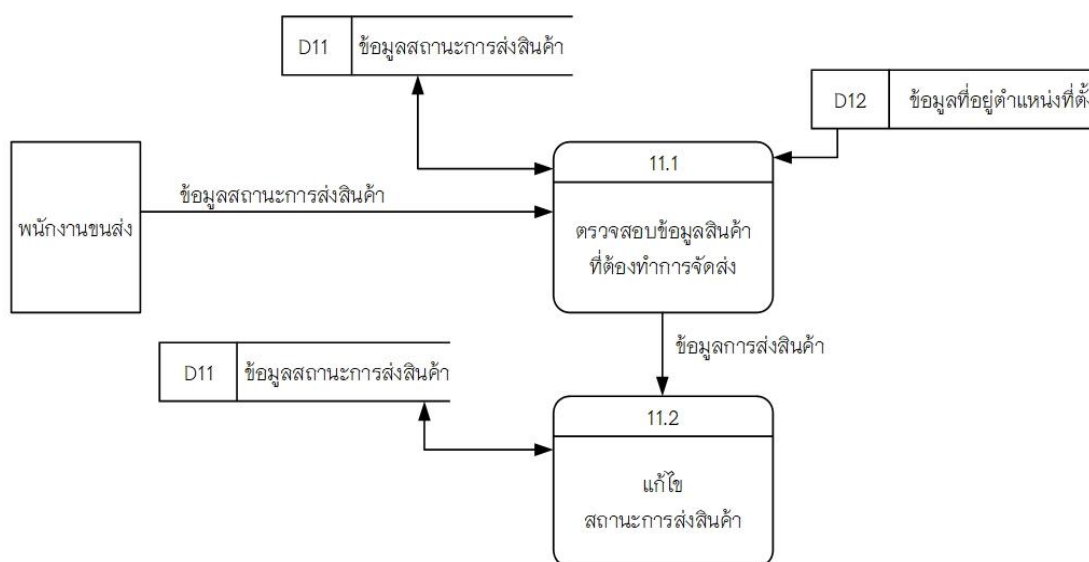 D11 ข้อมูลสถานะการส่งสินค้า
D12 ข้อมูลที่อยู่ตำแหน่งที่ตั้ง
11.1
ข้อมูลสถานะการส่งสินค้า
พนักงานขนส่ง
ตรวจสอบข้อมูลสินค้า
ที่ต้องทำการจัดส่ง
ข้อมูลการส่งสินค้า
D11 ข้อมูลสถานะการส่งสินค้า
11.2
แก้ไข
สถานะการส่งสินค้า